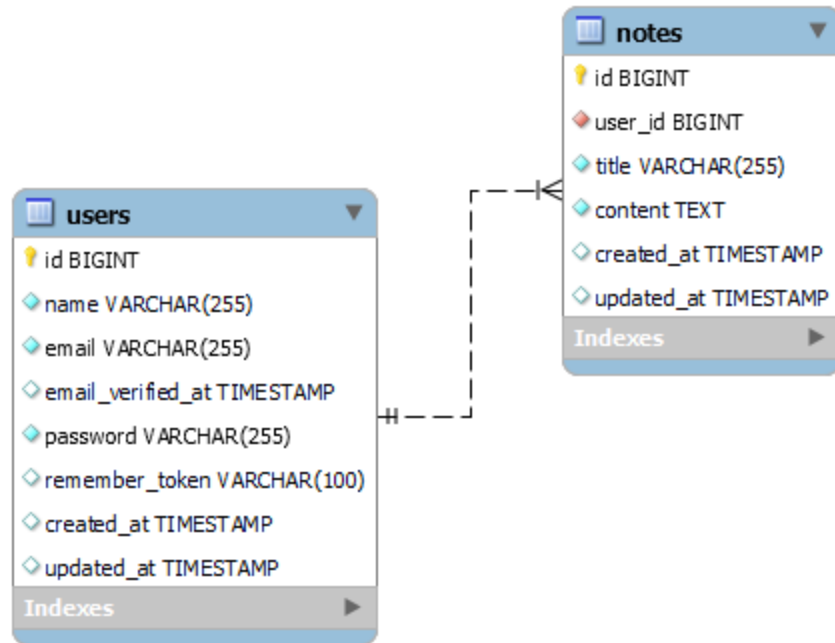 notes
id BIGINT
user_id BIGINT
title VARCHAR(255)
content TEXT
created_at TIMESTAMP
updated_at TIMESTAMP
Indexes
users
id BIGINT
name VARCHAR(255)
email VARCHAR(255)
email_verified_at TIMESTAMP
password VARCHAR(255)
remember_token VARCHAR(100)
created_at TIMESTAMP
updated_at TIMESTAMP
Indexes